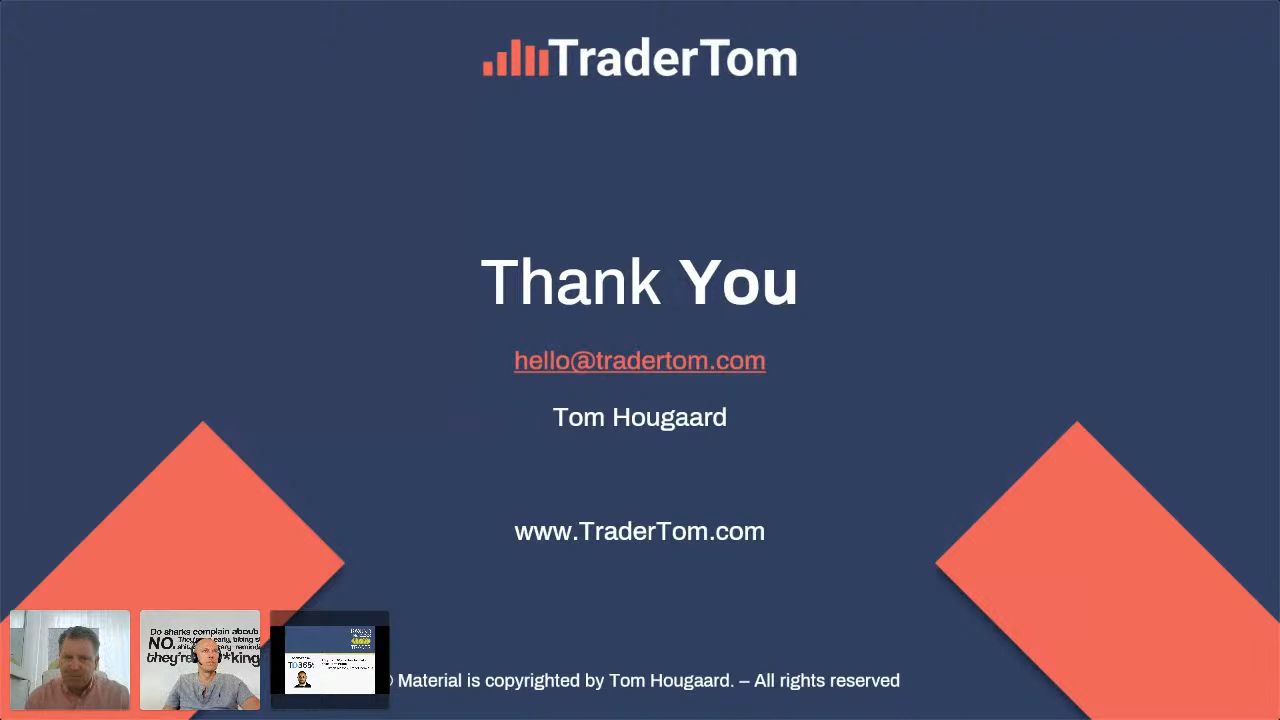 TraderTom
Thank You
hello@tradertom.com
Tom Hougaard
www.TraderTom.com
Material is copyrighted by Tom Hougaard. – All rights reserved
Do sharks complain about
NO.
they're
TRADER